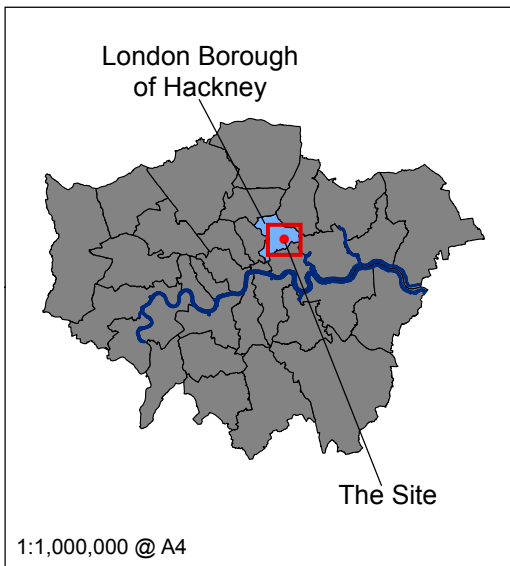 London Borough
of Hackney
The Site
1:1,000,000 @ A4